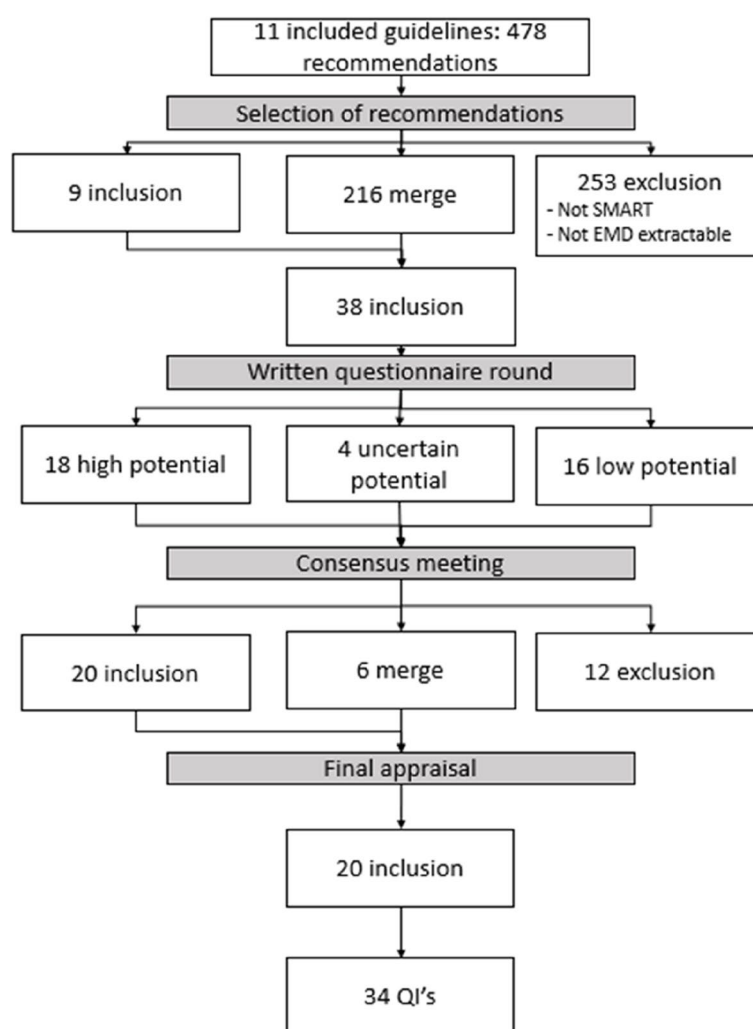 11 included guidelines: 478
recommendations
Selection of recommendations
9 inclusion
216 merge
253 exclusion
- Not SMART
- Not EMD extractable
38 inclusion
Written questionnaire round
18 high potential
4 uncertain
potential
16 low potential
Consensus meeting
20 inclusion
6 merge
12 exclusion
Final appraisal
20 inclusion
34 QI's